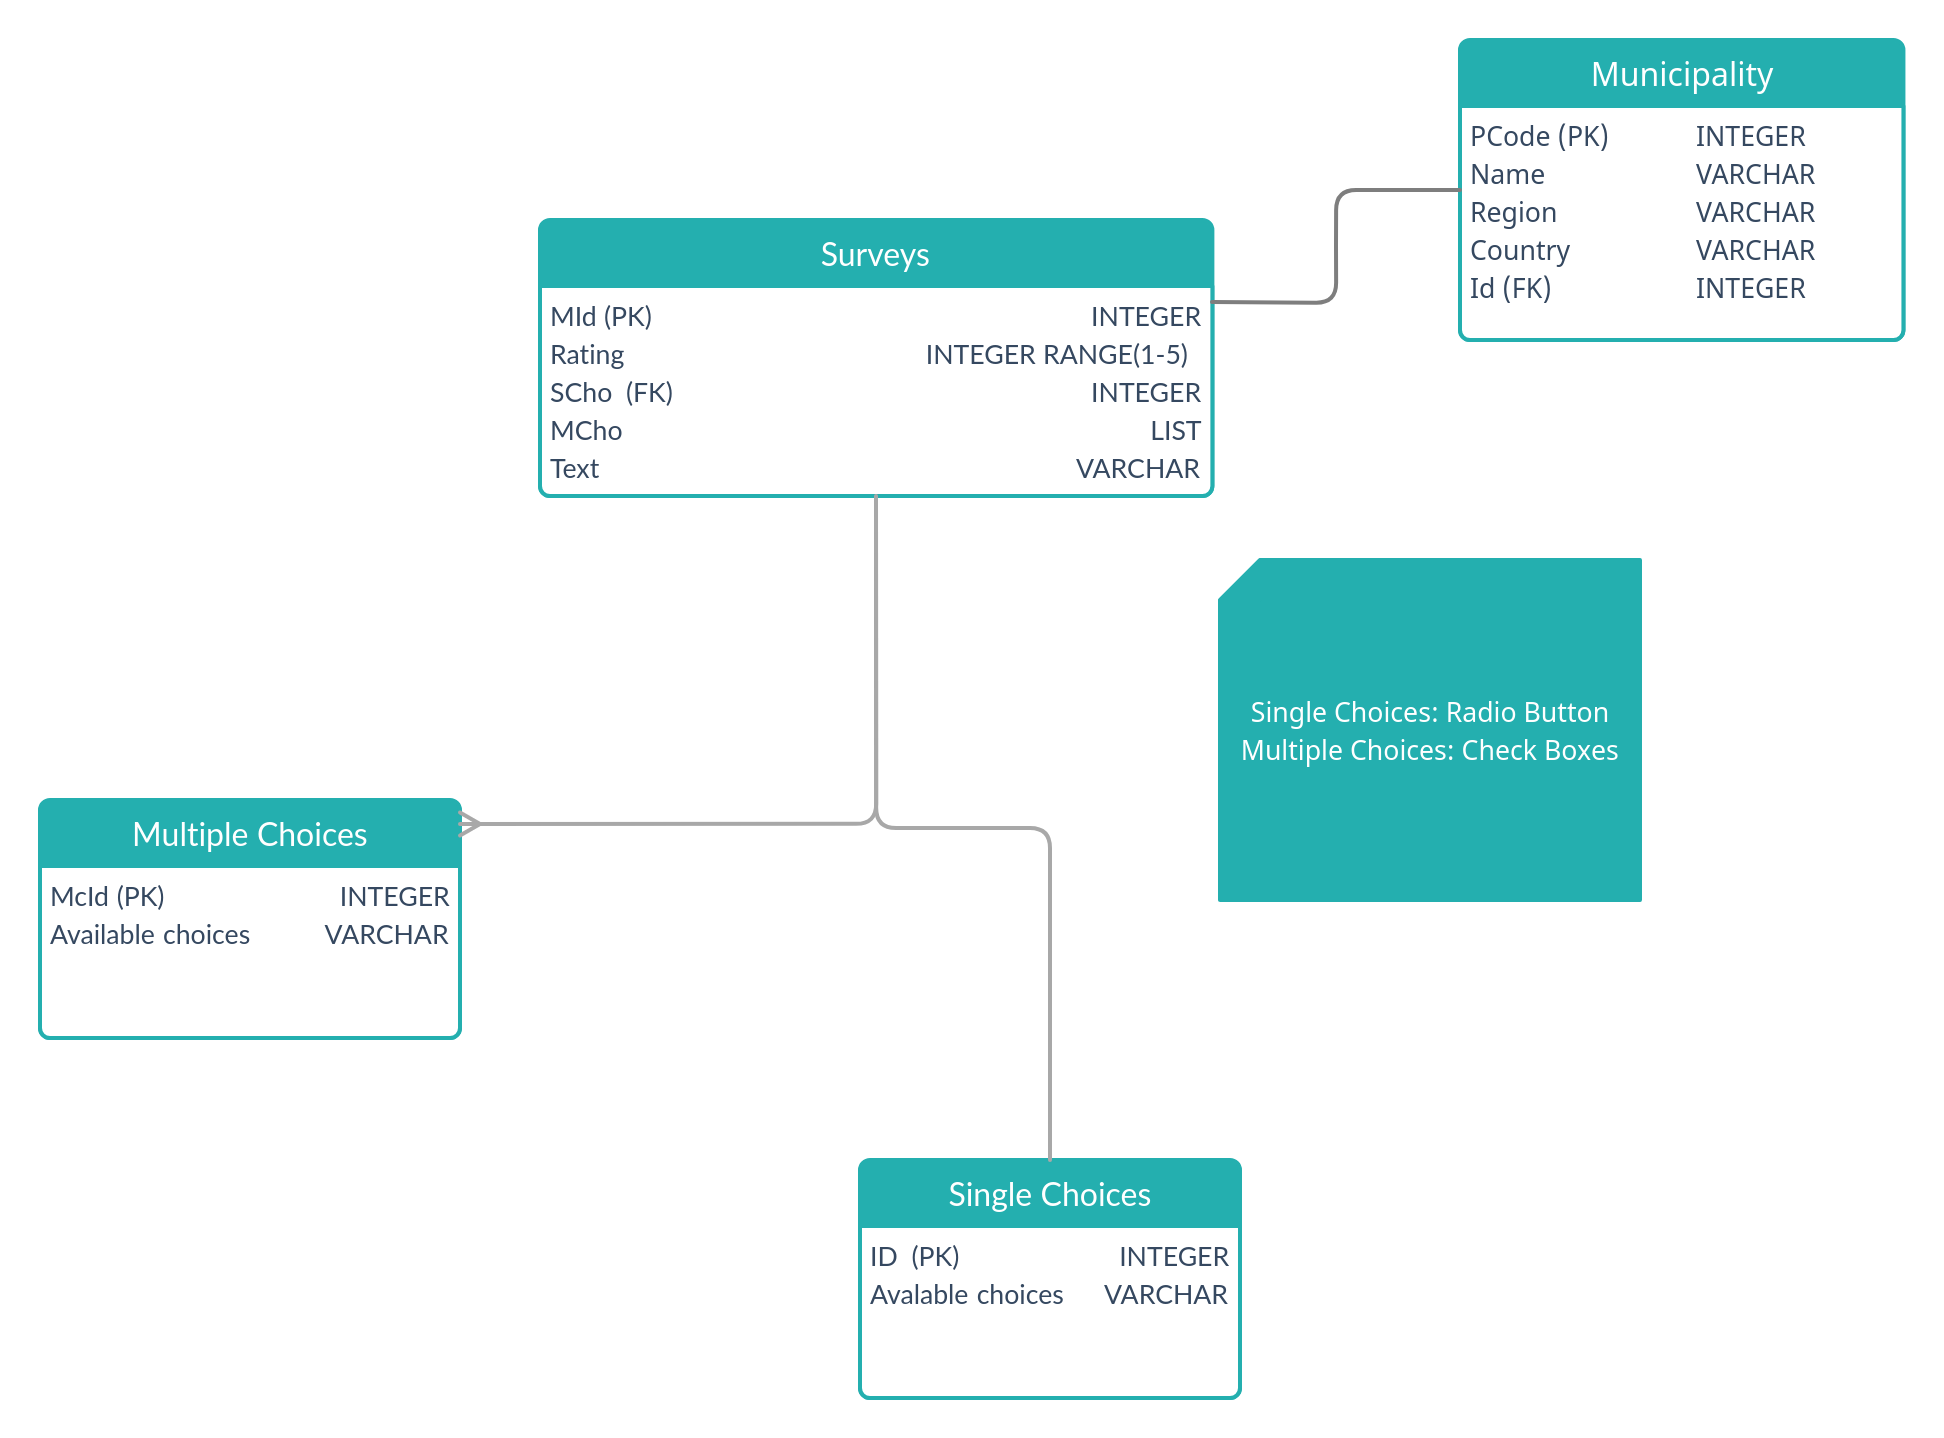 Municipality
PCode (PK) INTEGER
Name VARCHAR
Region VARCHAR
Country VARCHAR
Id (FK) INTEGER
Surveys
MId (PK) INTEGER
Rating INTEGER RANGE(1-5)
SCho (FK) INTEGER
MCho LIST
Text VARCHAR
Single Choices: Radio Button
Multiple Choices: Check Boxes
Multiple Choices
McId (PK) INTEGER
Available choices VARCHAR
Single Choices
ID (PK) INTEGER
Avalable choices VARCHAR